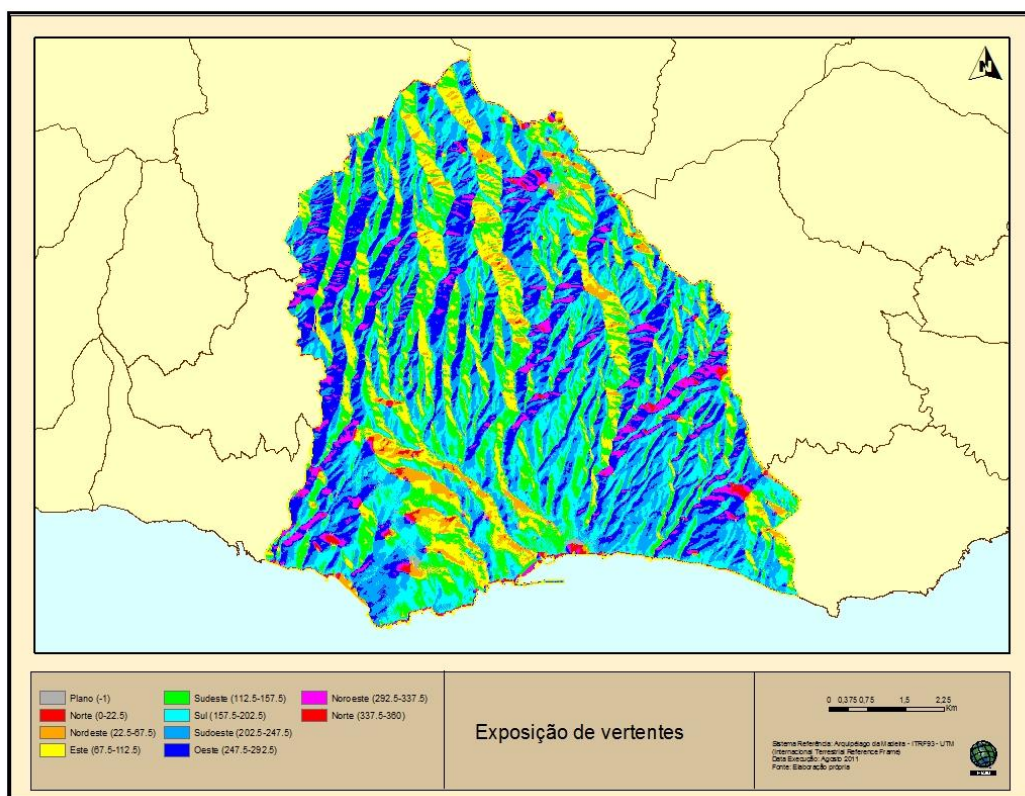 N
Plano (-1)
Norte (0-22.5)
Nordeste (22.5-67.5)
Este (67.5-112.5)
Sudeste (112.5-157.5)
Sul (157.5-202.5)
Sudoeste (202.5-247.5)
Oeste (247.5-292.5)
Noroeste (292.5-337.5)
Norte (337.5-360)
Exposição de vertentes
0 0,375 0,75 1,5 2,25
Km
Sistema Referência: Arquipélago da Madeira - ITRF93 - UTM
(International Terrestrial Reference Frame)
Data Execução: Agosto 2011
Fonte: Elaboração própria